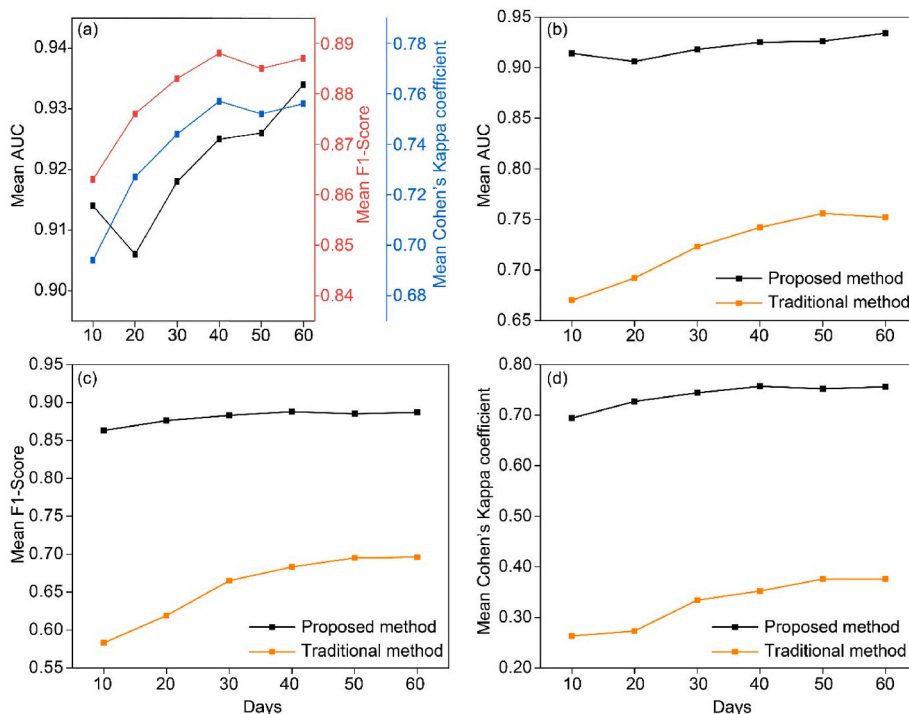 (a)
0.94
0.93
0.92
0.91
0.90
Mean AUC
10 20 30 40 50 60
0.89
0.88
0.87
0.86
0.85
0.84
Mean F1-Score
0.78
0.76
0.74
0.72
0.70
0.68
Mean Cohen's Kappa coefficient
(b)
0.95
0.90
0.85
0.80
0.75
0.70
0.65
Mean AUC
Proposed method
Traditional method
10 20 30 40 50 60
(c)
0.95
0.90
0.85
0.80
0.75
0.70
0.65
0.60
0.55
Mean F1-Score
Proposed method
Traditional method
10 20 30 40 50 60
Days
(d)
0.80
0.70
0.60
0.50
0.40
0.30
0.20
Mean Cohen's Kappa coefficient
Proposed method
Traditional method
10 20 30 40 50 60
Days